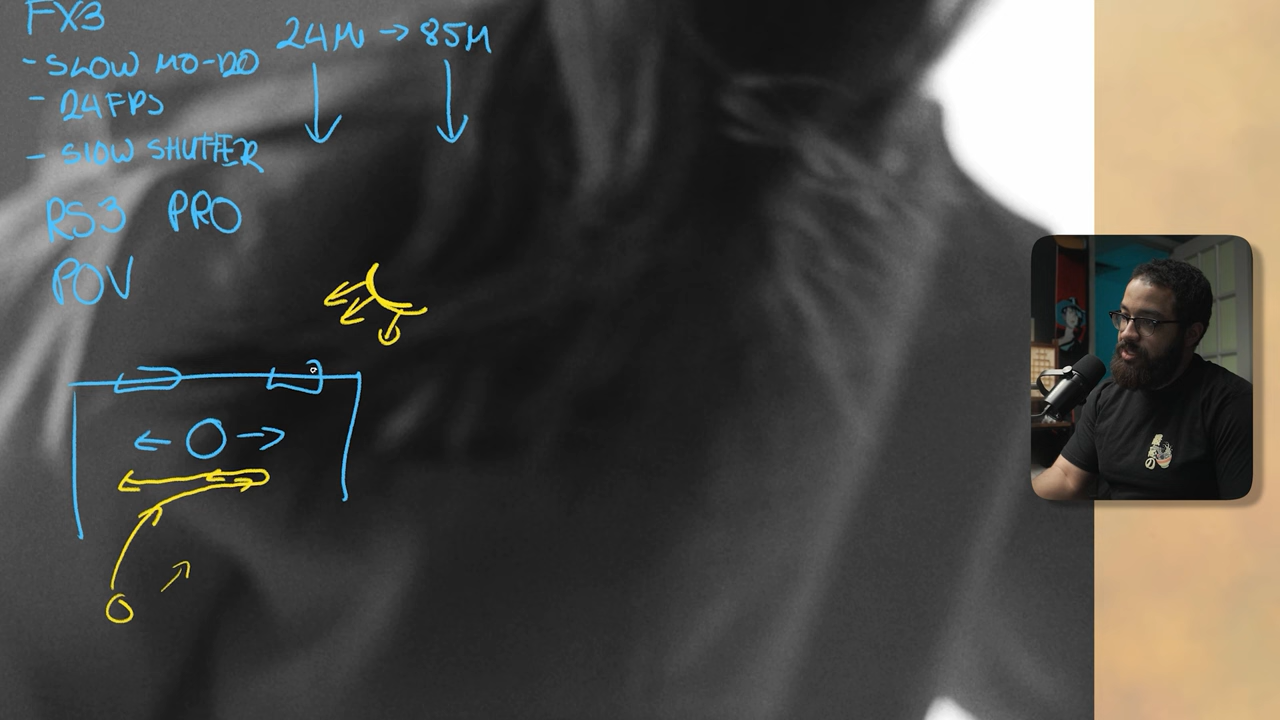 FX3
24M → 85M
- SLOW MO-120
- 24FPS
- SLOW SHUTTER
RS3 PRO
POV